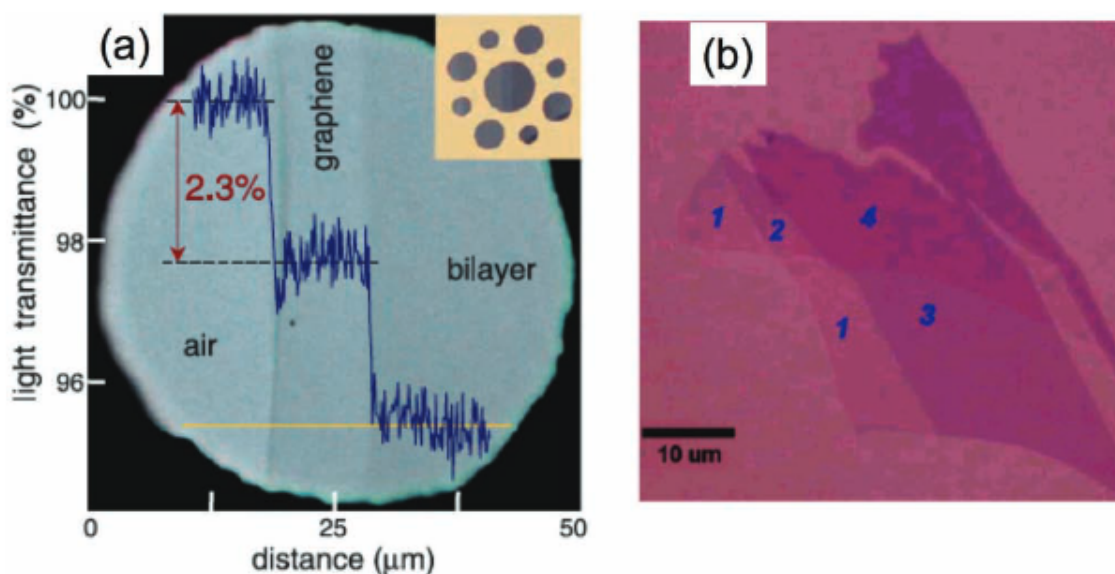 (a)
light transmittance (%)
100
98
96
2.3%
graphene
bilayer
air
0
25
50
distance (μm)
(b)
1
2
4
1
3
10 um